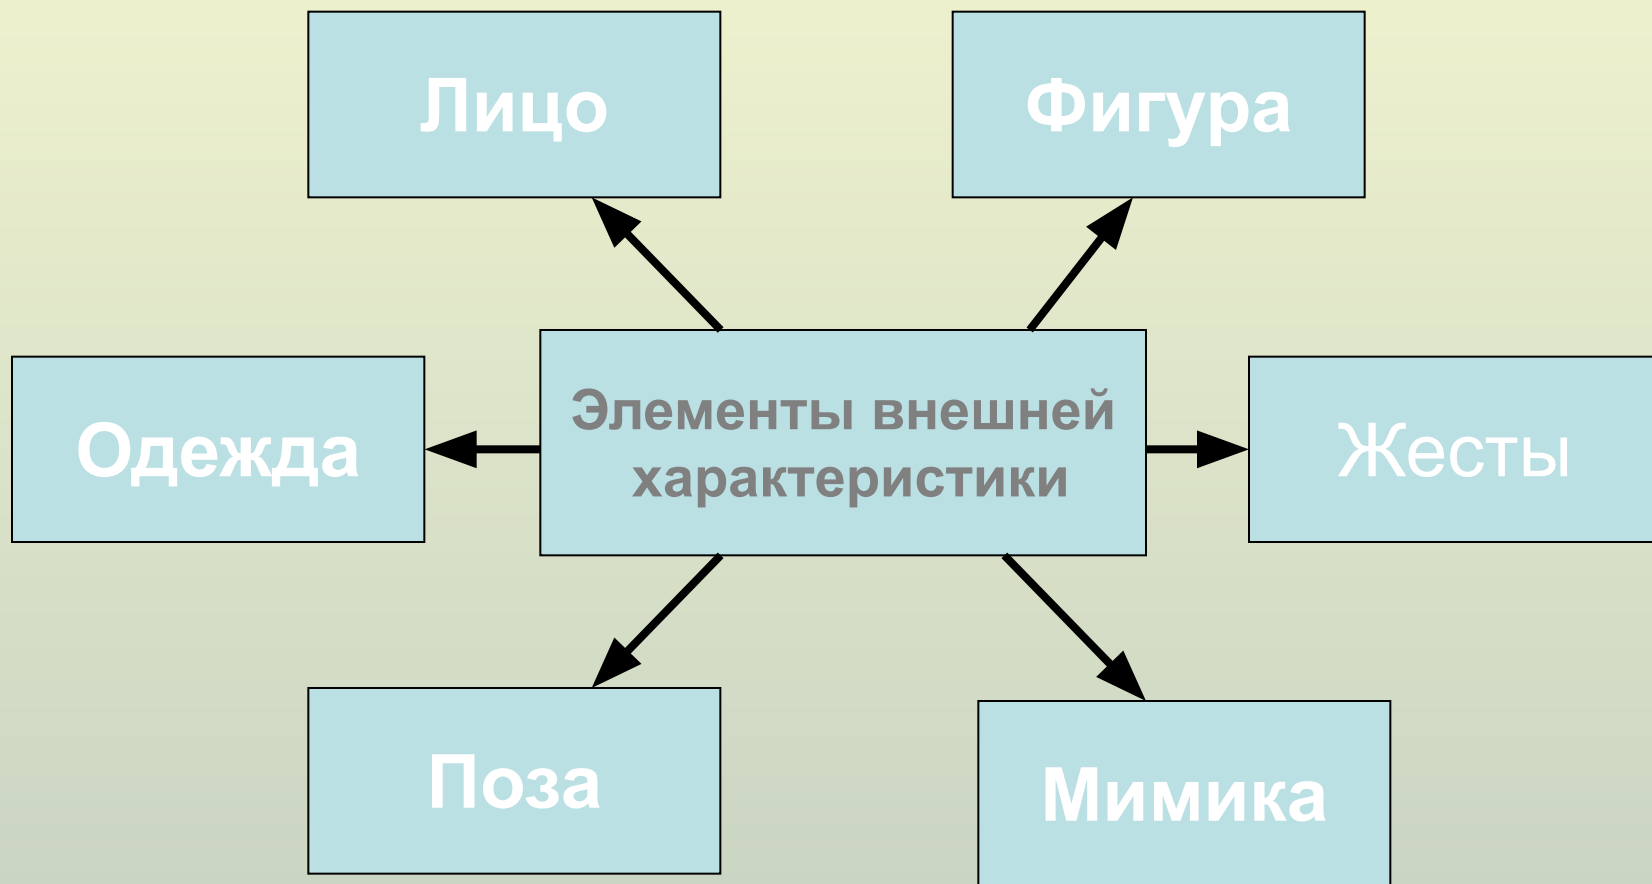 Лицо
Фигура
Одежда
Элементы внешней
характеристики
Жесты
Поза
Мимика